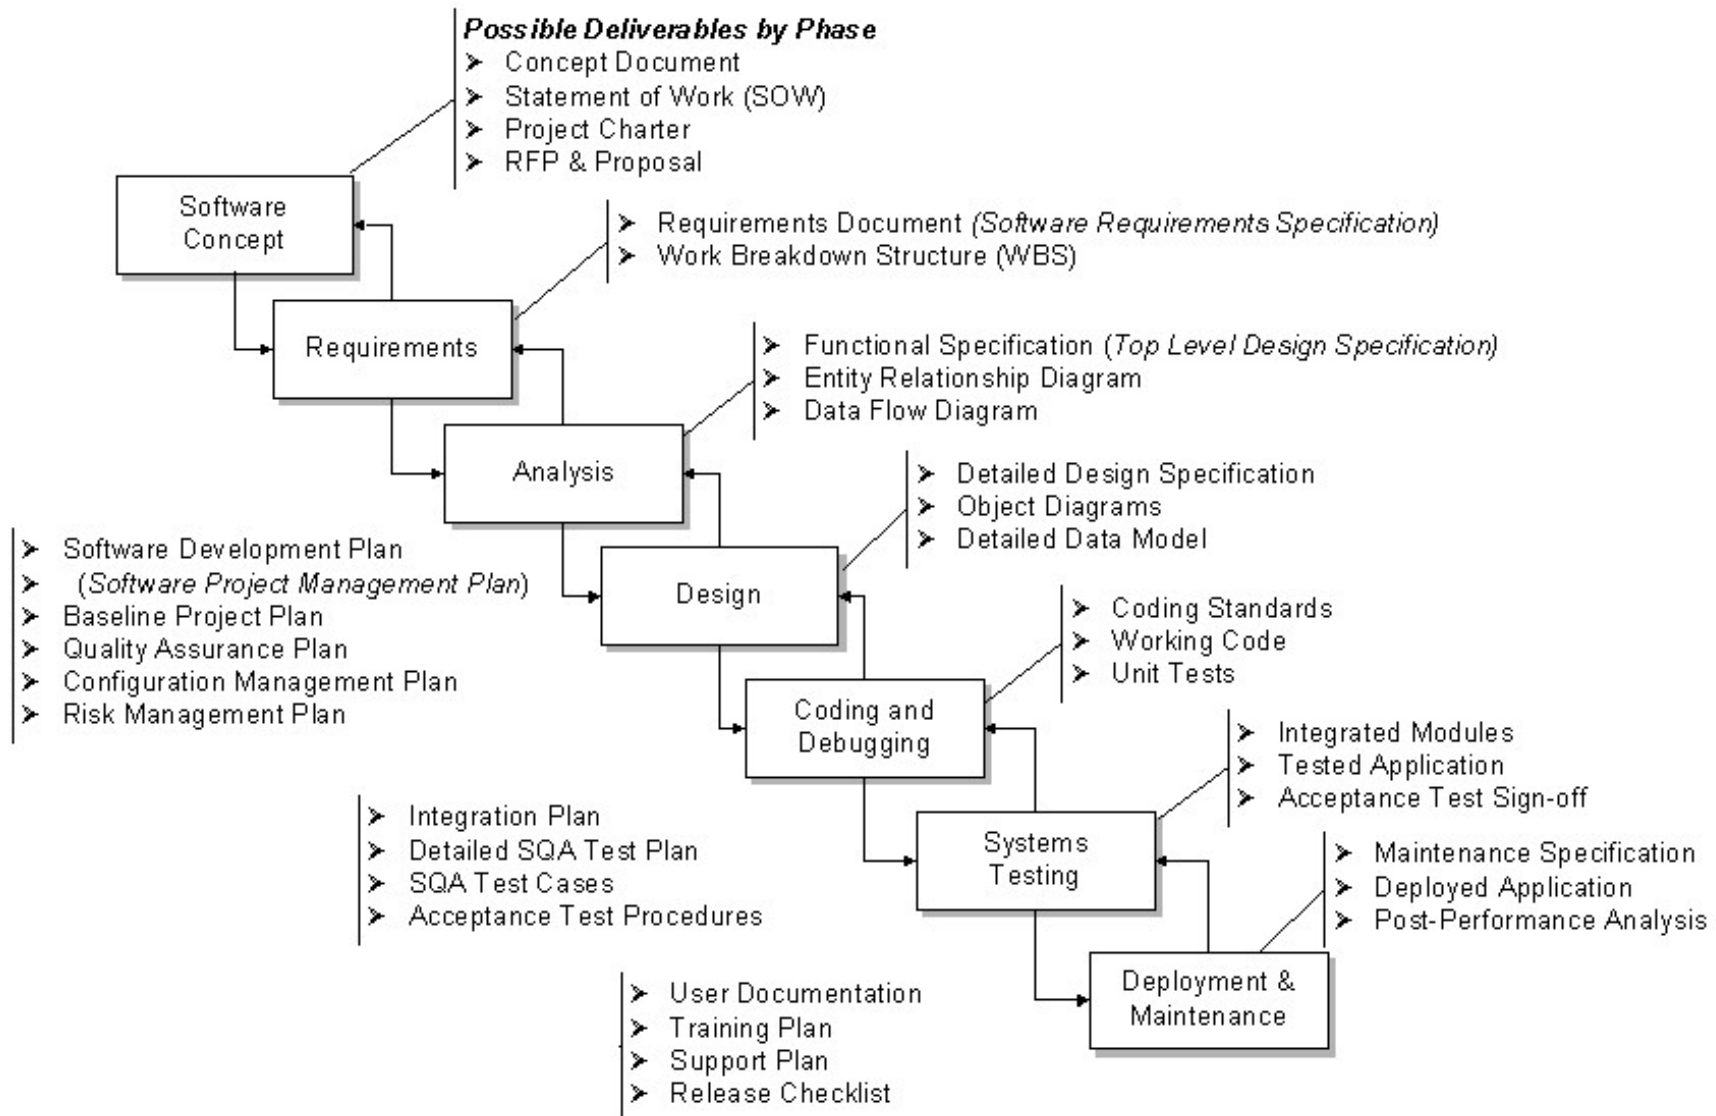 Possible Deliverables by Phase
➢ Concept Document
➢ Statement of Work (SOW)
➢ Project Charter
➢ RFP & Proposal
Software
Concept
➢ Requirements Document (Software Requirements Specification)
➢ Work Breakdown Structure (WBS)
Requirements
➢ Functional Specification (Top Level Design Specification)
➢ Entity Relationship Diagram
➢ Data Flow Diagram
Analysis
➢ Detailed Design Specification
➢ Object Diagrams
➢ Detailed Data Model
➢ Software Development Plan
➢ (Software Project Management Plan)
➢ Baseline Project Plan
➢ Quality Assurance Plan
➢ Configuration Management Plan
➢ Risk Management Plan
Design
➢ Coding Standards
➢ Working Code
➢ Unit Tests
Coding and
Debugging
➢ Integrated Modules
➢ Tested Application
➢ Acceptance Test Sign-off
➢ Integration Plan
➢ Detailed SQA Test Plan
➢ SQA Test Cases
➢ Acceptance Test Procedures
Systems
Testing
➢ Maintenance Specification
➢ Deployed Application
➢ Post-Performance Analysis
➢ User Documentation
➢ Training Plan
➢ Support Plan
➢ Release Checklist
Deployment &
Maintenance